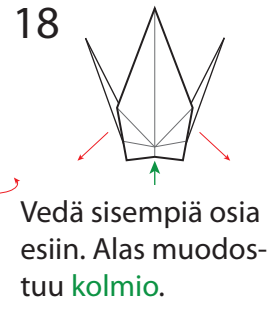 18
Vedä sisempiä osia
esiin. Alas muodos-
tuu kolmio.